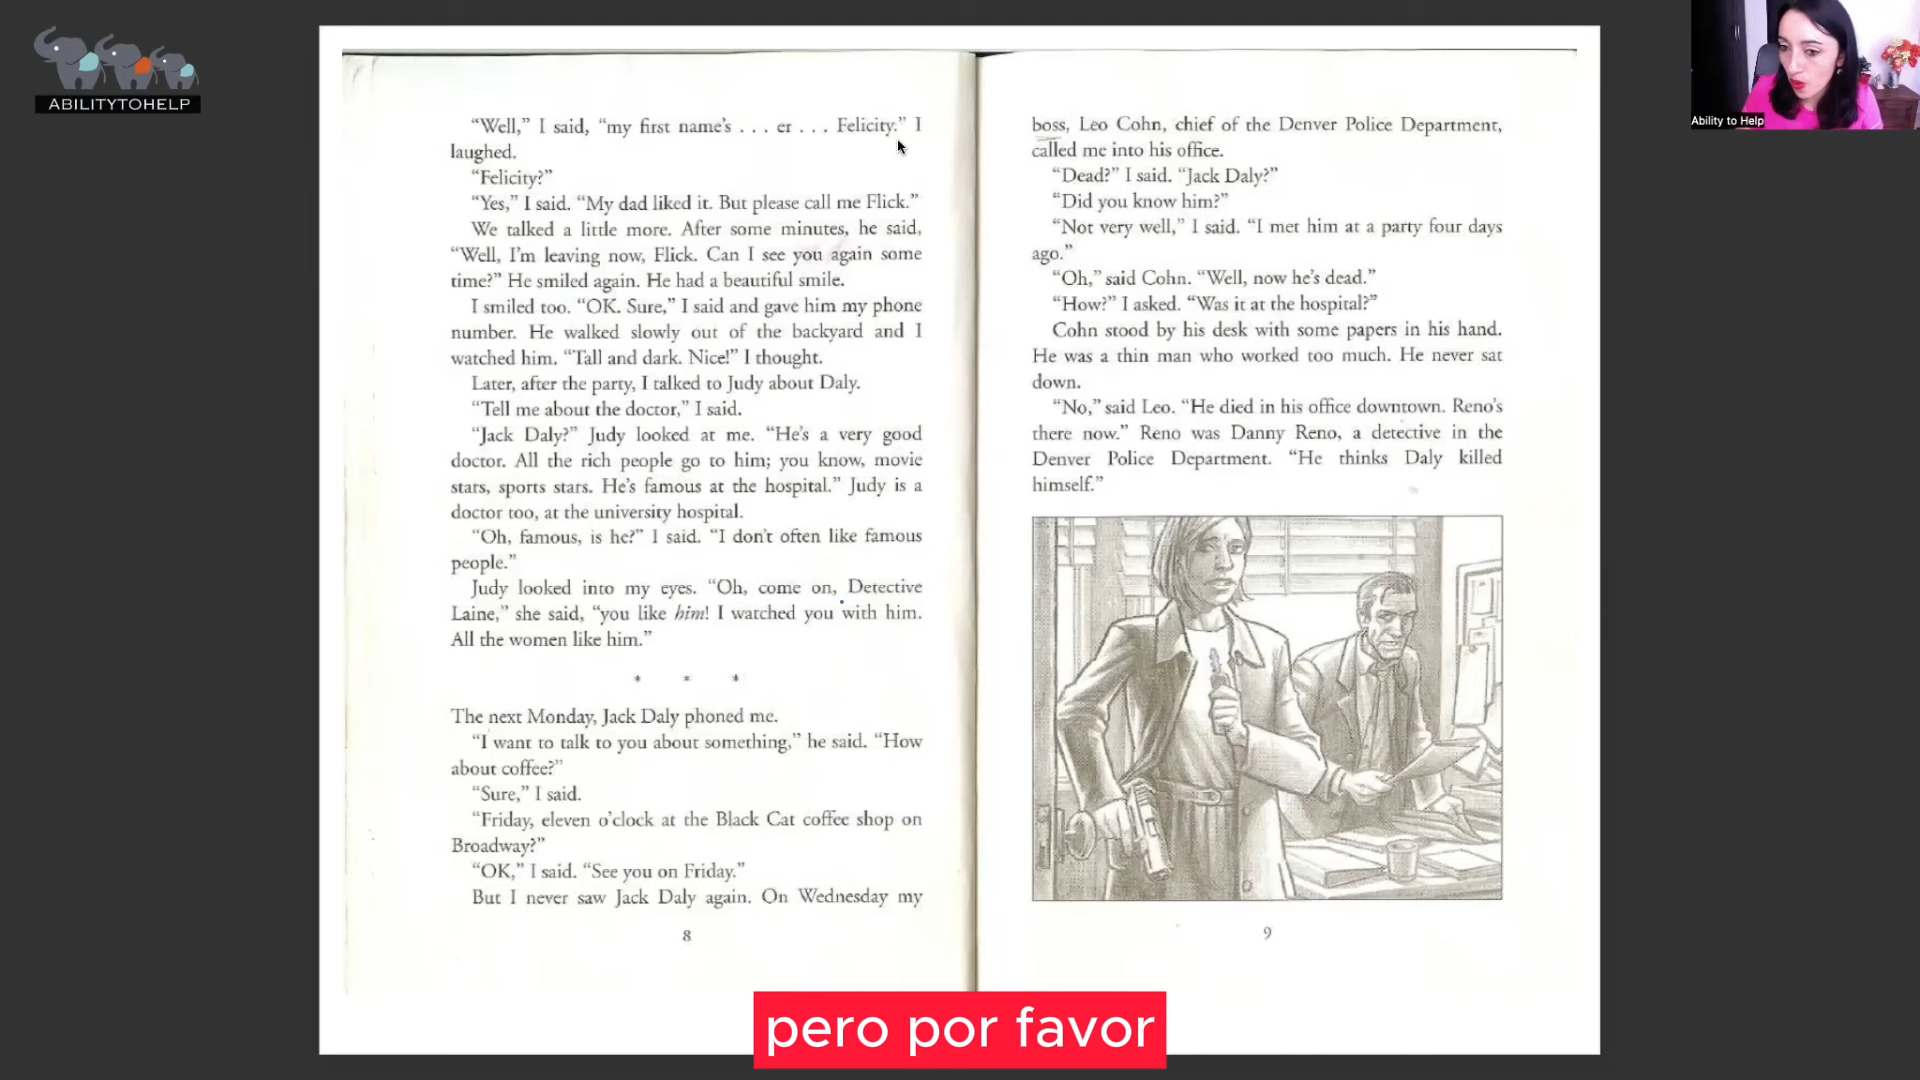 ABILITYTOHELP
“Well,” I said, “my first name’s . . . er . . . Felicity.” I
laughed.
“Felicity?”
“Yes,” I said. “My dad liked it. But please call me Flick.”
We talked a little more. After some minutes, he said,
“Well, I’m leaving now, Flick. Can I see you again some
time?” He smiled again. He had a beautiful smile.
I smiled too. “OK. Sure,” I said and gave him my phone
number. He walked slowly out of the backyard and I
watched him. “Tall and dark. Nice!” I thought.
Later, after the party, I talked to Judy about Daly.
“Tell me about the doctor,” I said.
“Jack Daly?” Judy looked at me. “He’s a very good
doctor. All the rich people go to him; you know, movie
stars, sports stars. He’s famous at the hospital.” Judy is a
doctor too, at the university hospital.
“Oh, famous, is he?” I said. “I don’t often like famous
people.”
Judy looked into my eyes. “Oh, come on, Detective
Laine,” she said, “you like him! I watched you with him.
All the women like him.”
* * *
The next Monday, Jack Daly phoned me.
“I want to talk to you about something,” he said. “How
about coffee?”
“Sure,” I said.
“Friday, eleven o’clock at the Black Cat coffee shop on
Broadway?”
“OK,” I said. “See you on Friday.”
But I never saw Jack Daly again. On Wednesday my
8
boss, Leo Cohn, chief of the Denver Police Department,
called me into his office.
“Dead?” I said. “Jack Daly?”
“Did you know him?”
“Not very well,” I said. “I met him at a party four days
ago.”
“Oh,” said Cohn. “Well, now he’s dead.”
“How?” I asked. “Was it at the hospital?”
Cohn stood by his desk with some papers in his hand.
He was a thin man who worked too much. He never sat
down.
“No,” said Leo. “He died in his office downtown. Reno’s
there now.” Reno was Danny Reno, a detective in the
Denver Police Department. “He thinks Daly killed
himself.”
9
Ability to Help
pero por favor